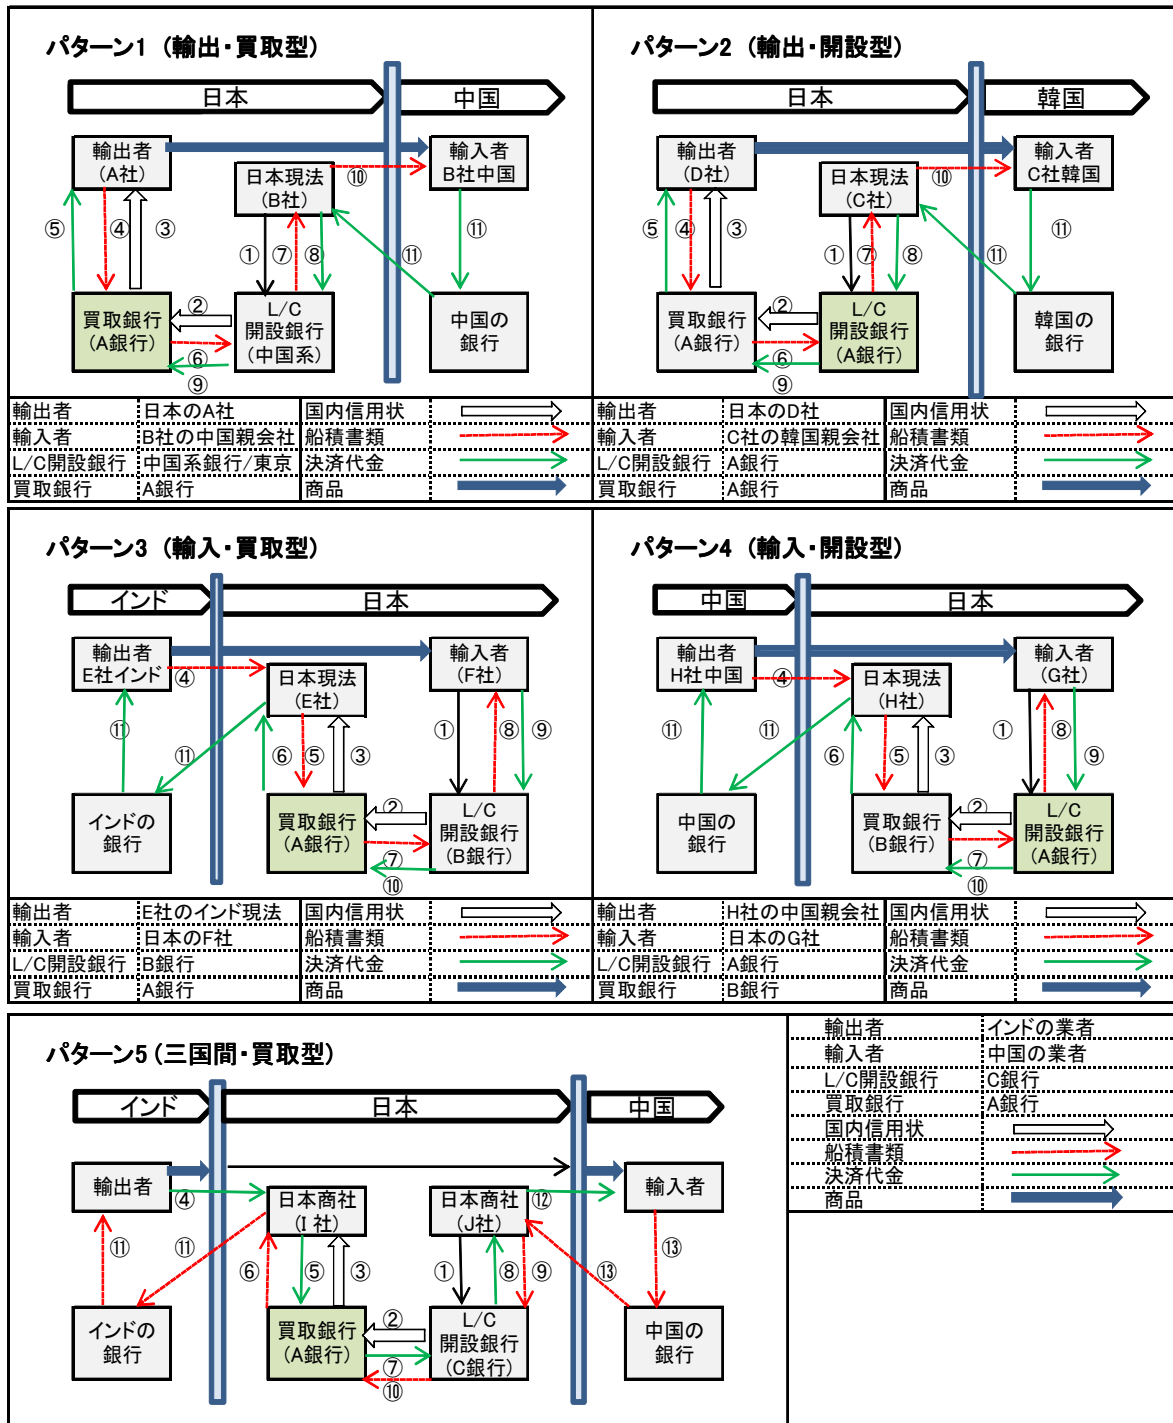 パターン1 (輸出・買取型)
日本
中国
輸出者
(A社)
日本現法
(B社)
輸入者
B社中国
⑩
⑤
④
③
①
⑦
⑧
⑪
⑪
買取銀行
(A銀行)
②
⑥
⑨
L/C
開設銀行
(中国系)
中国の
銀行
輸出者 日本のA社 国内信用状
輸入者 B社の中国親会社 船積書類
L/C開設銀行 中国系銀行/東京 決済代金
買取銀行 A銀行 商品
パターン2 (輸出・開設型)
日本
韓国
輸出者
(D社)
日本現法
(C社)
輸入者
C社韓国
⑩
⑤
④
③
①
⑦
⑧
⑪
⑪
買取銀行
(A銀行)
②
⑥
⑨
L/C
開設銀行
(A銀行)
韓国の
銀行
輸出者 日本のD社 国内信用状
輸入者 C社の韓国親会社 船積書類
L/C開設銀行 A銀行 決済代金
買取銀行 A銀行 商品
パターン3 (輸入・買取型)
インド
日本
輸出者
E社インド
④
日本現法
(E社)
輸入者
(F社)
⑪
⑪
⑥
⑤
③
①
⑧
⑨
インドの
銀行
買取銀行
(A銀行)
②
⑦
⑩
L/C
開設銀行
(B銀行)
輸出者 E社のインド現法 国内信用状
輸入者 日本のF社 船積書類
L/C開設銀行 B銀行 決済代金
買取銀行 A銀行 商品
パターン4 (輸入・開設型)
中国
日本
輸出者
H社中国
④
日本現法
(H社)
輸入者
(G社)
⑪
⑪
⑥
⑤
③
①
⑧
⑨
中国の
銀行
買取銀行
(B銀行)
②
⑦
⑩
L/C
開設銀行
(A銀行)
輸出者 H社の中国親会社 国内信用状
輸入者 日本のG社 船積書類
L/C開設銀行 A銀行 決済代金
買取銀行 B銀行 商品
パターン5 (三国間・買取型)
インド
日本
中国
輸出者
④
日本商社
(I 社)
日本商社
(J社)
⑫
輸入者
⑪
⑪
⑥
⑤
③
①
⑧
⑨
⑬
⑬
インドの
銀行
買取銀行
(A銀行)
②
⑦
⑩
L/C
開設銀行
(C銀行)
中国の
銀行
輸出者 インドの業者
輸入者 中国の業者
L/C開設銀行 C銀行
買取銀行 A銀行
国内信用状
船積書類
決済代金
商品